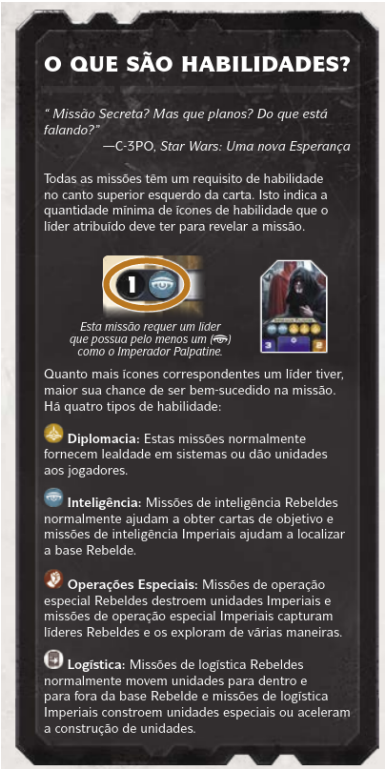 O QUE SÃO HABILIDADES?
“ Missão Secreta? Mas que planos? Do que está
falando?”
—C-3PO, Star Wars: Uma nova Esperança
Todas as missões têm um requisito de habilidade
no canto superior esquerdo da carta. Isto indica a
quantidade mínima de ícones de habilidade que o
líder atribuído deve ter para revelar a missão.
1
Esta missão requer um líder
que possua pelo menos um ( )
como o Imperador Palpatine.
3 2
Quanto mais ícones correspondentes um líder tiver,
maior sua chance de ser bem-sucedido na missão.
Há quatro tipos de habilidade:
Diplomacia: Estas missões normalmente
fornecem lealdade em sistemas ou dão unidades
aos jogadores.
Inteligência: Missões de inteligência Rebeldes
normalmente ajudam a obter cartas de objetivo e
missões de inteligência Imperiais ajudam a localizar
a base Rebelde.
Operações Especiais: Missões de operação
especial Rebeldes destroem unidades Imperiais e
missões de operação especial Imperiais capturam
líderes Rebeldes e os exploram de várias maneiras.
Logística: Missões de logística Rebeldes
normalmente movem unidades para dentro e
para fora da base Rebelde e missões de logística
Imperiais constroem unidades especiais ou aceleram
a construção de unidades.